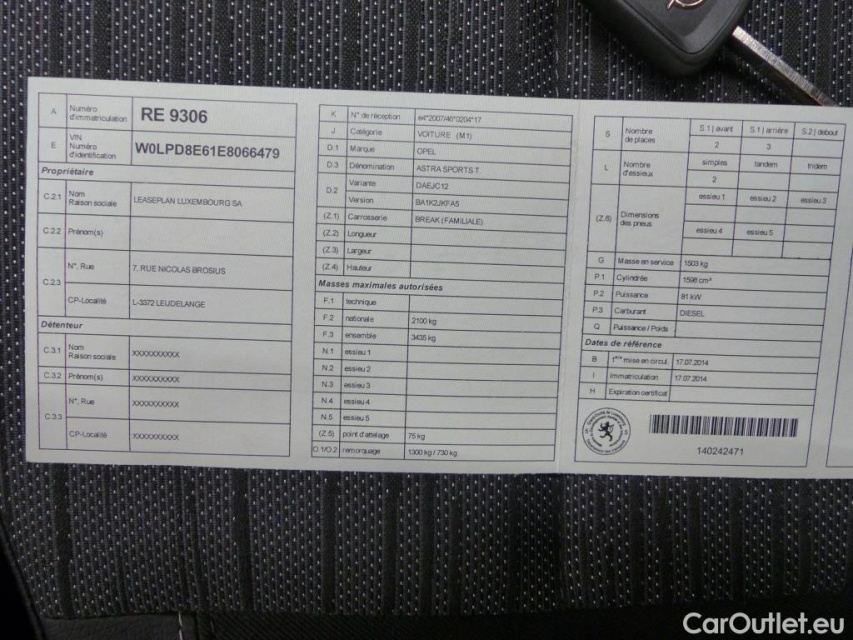 A Numéro d'immatriculation RE 9306
E VIN Numéro d'identification W0LPD8E61E8066479
Propriétaire
C.2.1 Nom Raison sociale LEASEPLAN LUXEMBOURG SA
C.2.2 Prénom(s)
C.2.3 N°, Rue 7, RUE NICOLAS BROSIUS
CP-Localité L-3372 LEUDELANGE
Détenteur
C.3.1 Nom Raison sociale XXXXXXXXXX
C.3.2 Prénom(s) XXXXXXXXXX
C.3.3 N°, Rue XXXXXXXXXX
CP-Localité XXXXXXXXXX
K N° de réception e4*2007/46*0204*17
J Catégorie VOITURE (M1)
D.1 Marque OPEL
D.3 Dénomination ASTRA SPORTS T.
D.2 Variante DAEJC12
Version BA1K2JKFA5
(Z.1) Carrosserie BREAK (FAMILIALE)
(Z.2) Longueur
(Z.3) Largeur
(Z.4) Hauteur
Masses maximales autorisées
F.1 technique
F.2 nationale 2100 kg
F.3 ensemble 3435 kg
N.1 essieu 1
N.2 essieu 2
N.3 essieu 3
N.4 essieu 4
N.5 essieu 5
(Z.5) point d'attelage 75 kg
O.1/O.2 remorquage 1300 kg / 730 kg
S Nombre de places S.1 | avant S.1 | arrière S.2 | debout
2 3
L Nombre d'essieux simples tandem tridem
2
(Z.6) Dimensions des pneus essieu 1 essieu 2 essieu 3
essieu 4 essieu 5
G Masse en service 1503 kg
P.1 Cylindrée 1598 cm³
P.2 Puissance 81 kW
P.3 Carburant DIESEL
Q Puissance / Poids
Dates de référence
B 1ère mise en circul. 17.07.2014
I Immatriculation 17.07.2014
H Expiration certificat
140242471
CarOutlet.eu